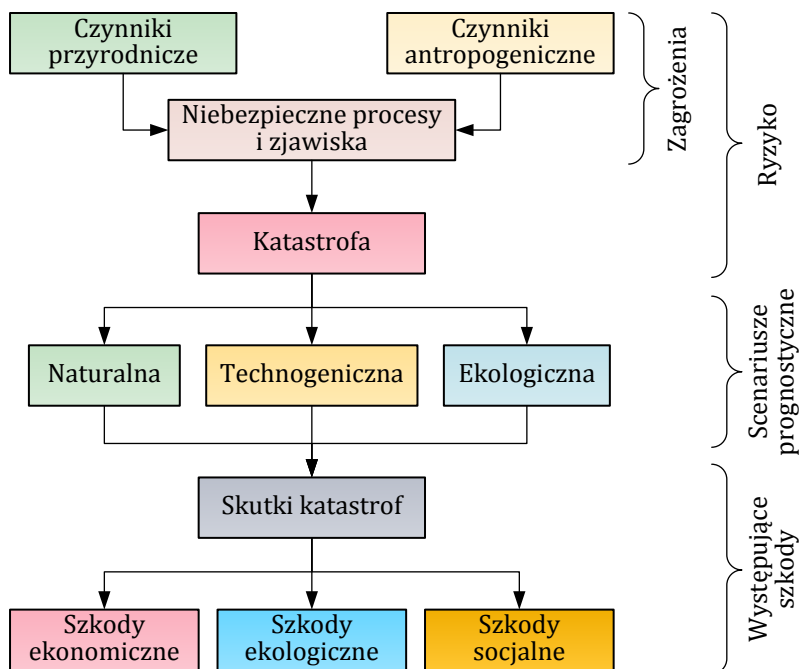 Czynniki
przyrodnicze
Czynniki
antropogeniczne
Niebezpieczne procesy
i zjawiska
Zagrożenia
Ryzyko
Katastrofa
Naturalna
Technogeniczna
Ekologiczna
Scenariusze
prognostyczne
Skutki katastrof
Szkody
ekonomiczne
Szkody
ekologiczne
Szkody
socjalne
Występujące
szkody